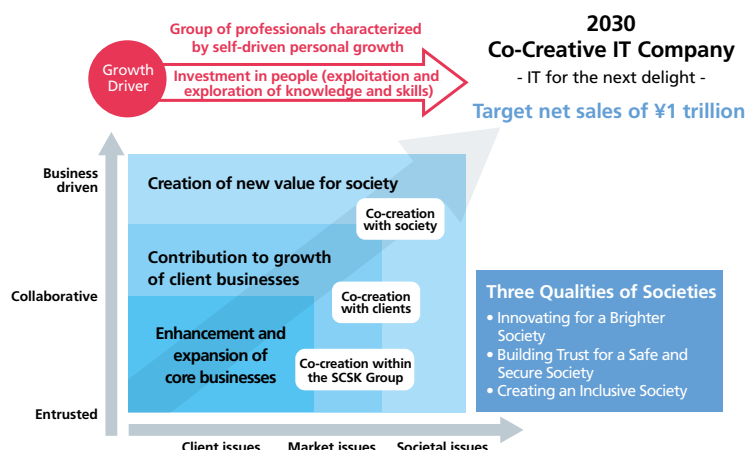 Group of professionals characterized
by self-driven personal growth
Growth
Driver
Investment in people (exploitation and
exploration of knowledge and skills)
2030
Co-Creative IT Company
- IT for the next delight -
Target net sales of ¥1 trillion
Business
driven
Creation of new value for society
Co-creation
with society
Contribution to growth
of client businesses
Collaborative
Co-creation
with clients
Enhancement and
expansion of
core businesses
Co-creation within
the SCSK Group
Entrusted
Client issues
Market issues
Societal issues
Three Qualities of Societies
• Innovating for a Brighter
Society
• Building Trust for a Safe and
Secure Society
• Creating an Inclusive Society